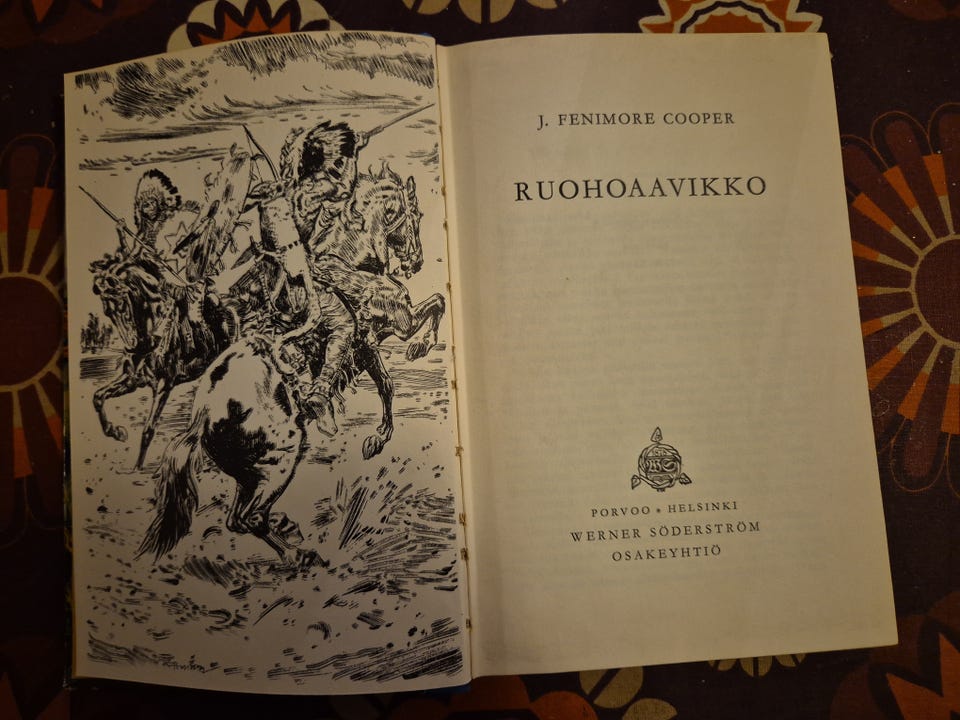 J. FENIMORE COOPER
RUOHOAAVIKKO
PORVOO * HELSINKI
WERNER SÖDERSTRÖM
OSAKEYHTIÖ